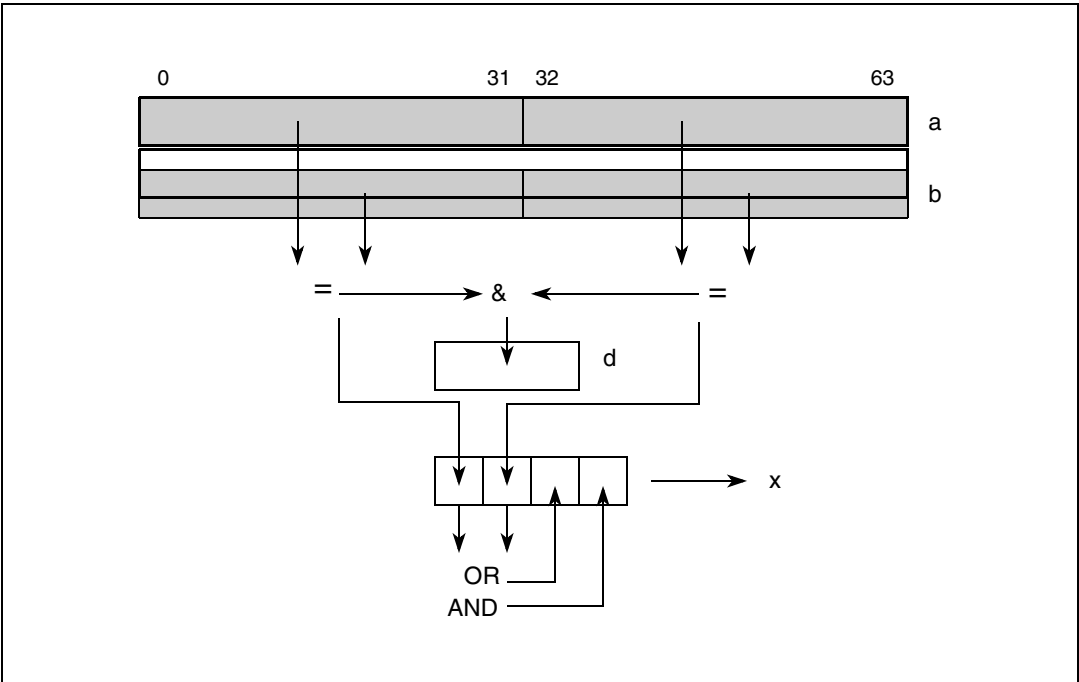 0 31 32 63
a
b
= & =
d
x
OR
AND